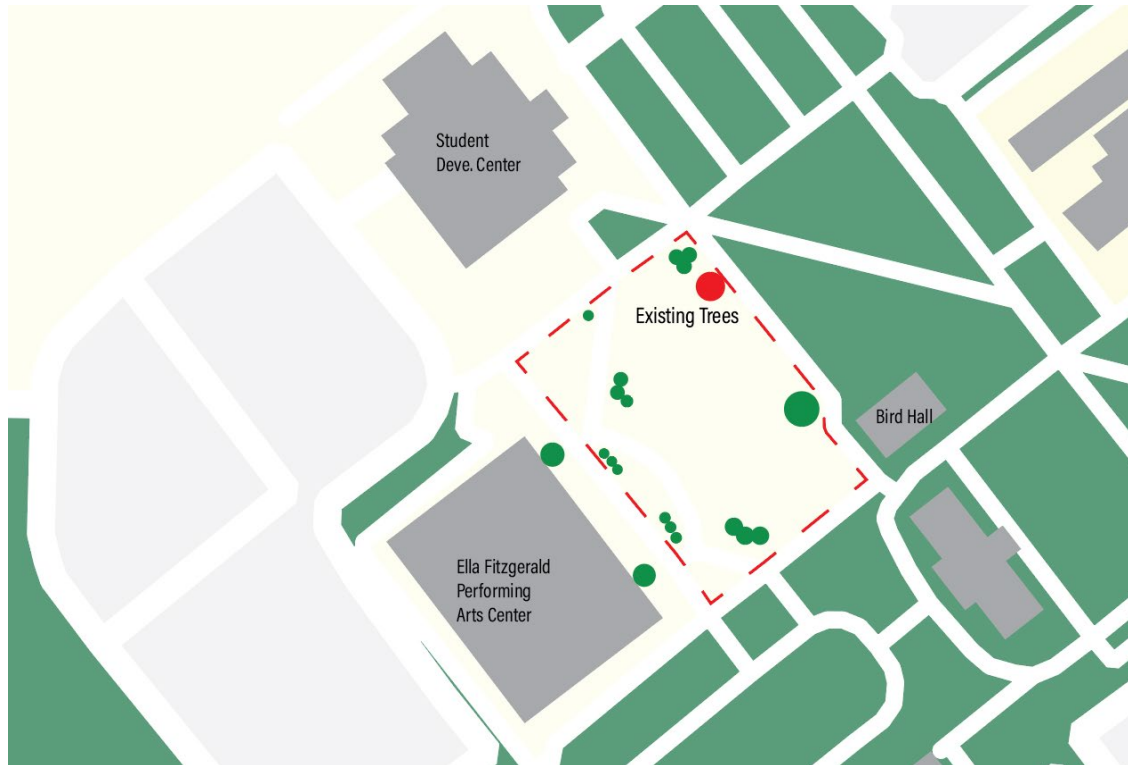 Student
Deve. Center
Existing Trees
Bird Hall
Ella Fitzgerald
Performing
Arts Center